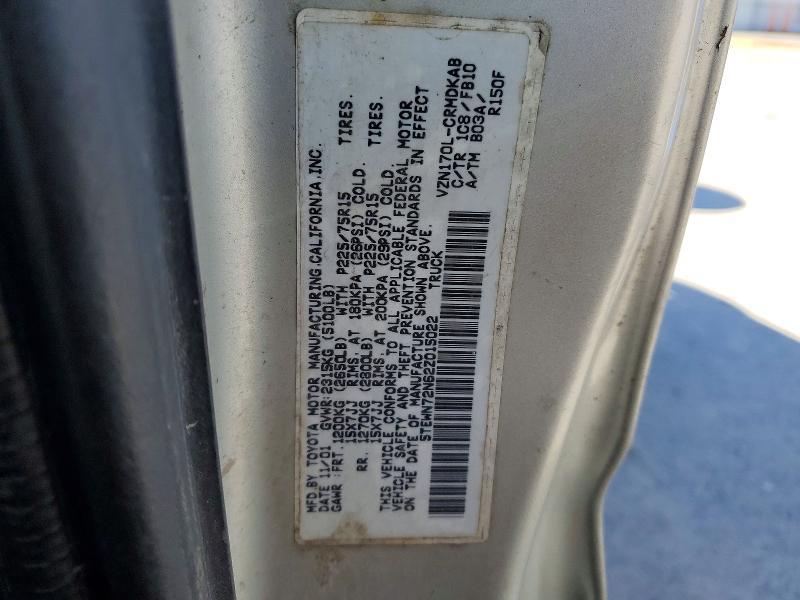 MFD.BY TOYOTA MOTOR MANUFACTURING,CALIFORNIA,INC.
DATE 11/01 GVWR:2315KG (5100LB)
GAWR :FRT.1200KG (2650LB) WITH P225/75R15 TIRES.
15X7JJ RIMS, AT 180KPA (26PSI) COLD.
RR. 1270KG (2800LB) WITH P225/75R15 TIRES.
15X7JJ RIMS, AT 200KPA (29PSI) COLD.
THIS VEHICLE CONFORMS TO ALL APPLICABLE FEDERAL MOTOR
VEHICLE SAFETY AND THEFT PREVENTION STANDARDS IN EFFECT
ON THE DATE OF MANUFACTURE SHOWN ABOVE.
5TEWN72N62Z015022 TRUCK
VZN170L-CRMDKAB
C/TR 1C8/FB10
A/TM B03A/
R150F